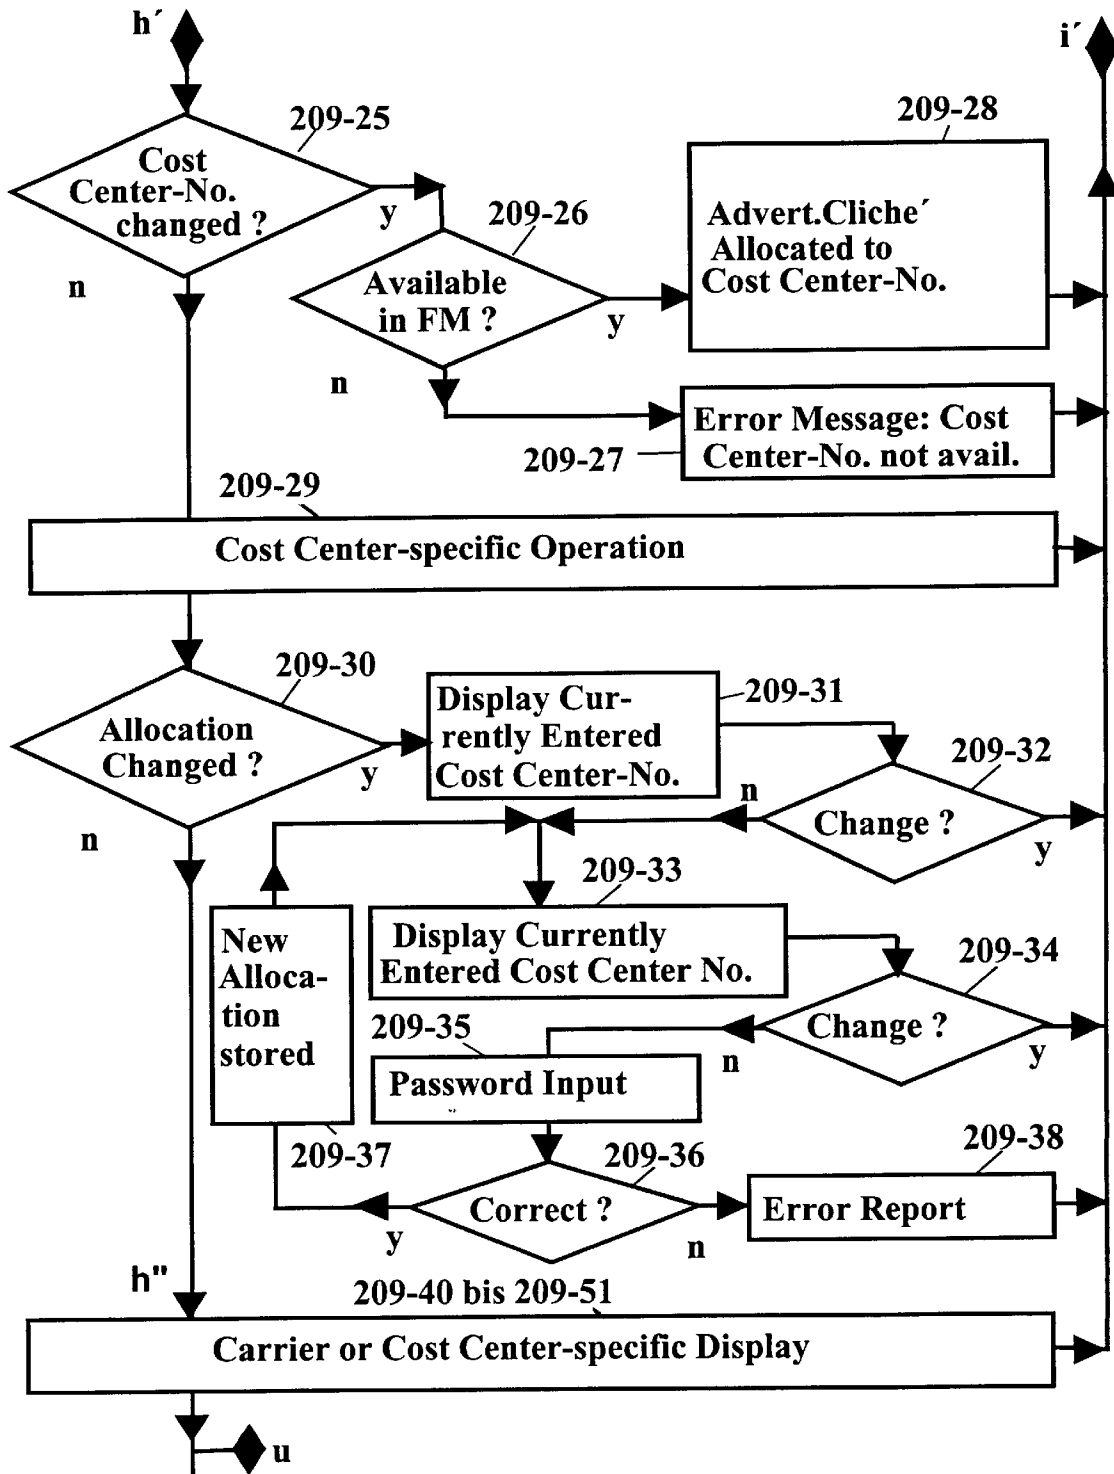 h´
i´
209-25
Cost
Center-No.
changed ?
y
n
209-26
Available
in FM ?
y
n
209-28
Advert.Cliche´
Allocated to
Cost Center-No.
Error Message: Cost
Center-No. not avail.
209-27
209-29
Cost Center-specific Operation
209-30
Allocation
Changed ?
y
n
209-31
Display Cur-
rently Entered
Cost Center-No.
209-32
Change ?
n
y
209-33
Display Currently
Entered Cost Center No.
209-34
Change ?
n
y
New
Alloca-
tion
stored
209-37
209-35
Password Input
209-36
Correct ?
y
n
209-38
Error Report
h"
209-40 bis 209-51
Carrier or Cost Center-specific Display
u